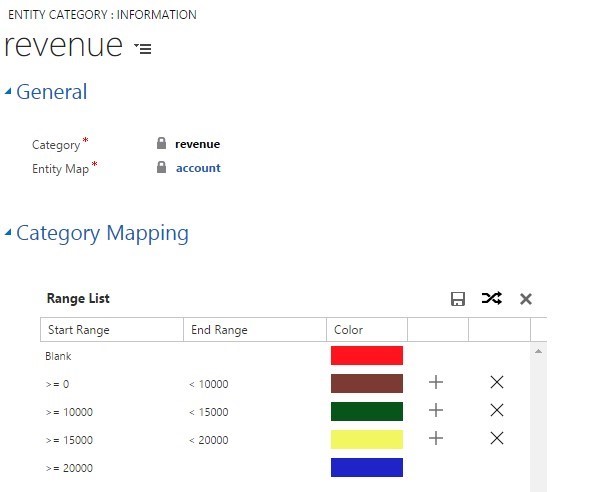 ENTITY CATEGORY : INFORMATION
revenue
General
Category* revenue
Entity Map* account
Category Mapping
Range List
Start Range End Range Color
Blank
>= 0 < 10000
>= 10000 < 15000
>= 15000 < 20000
>= 20000